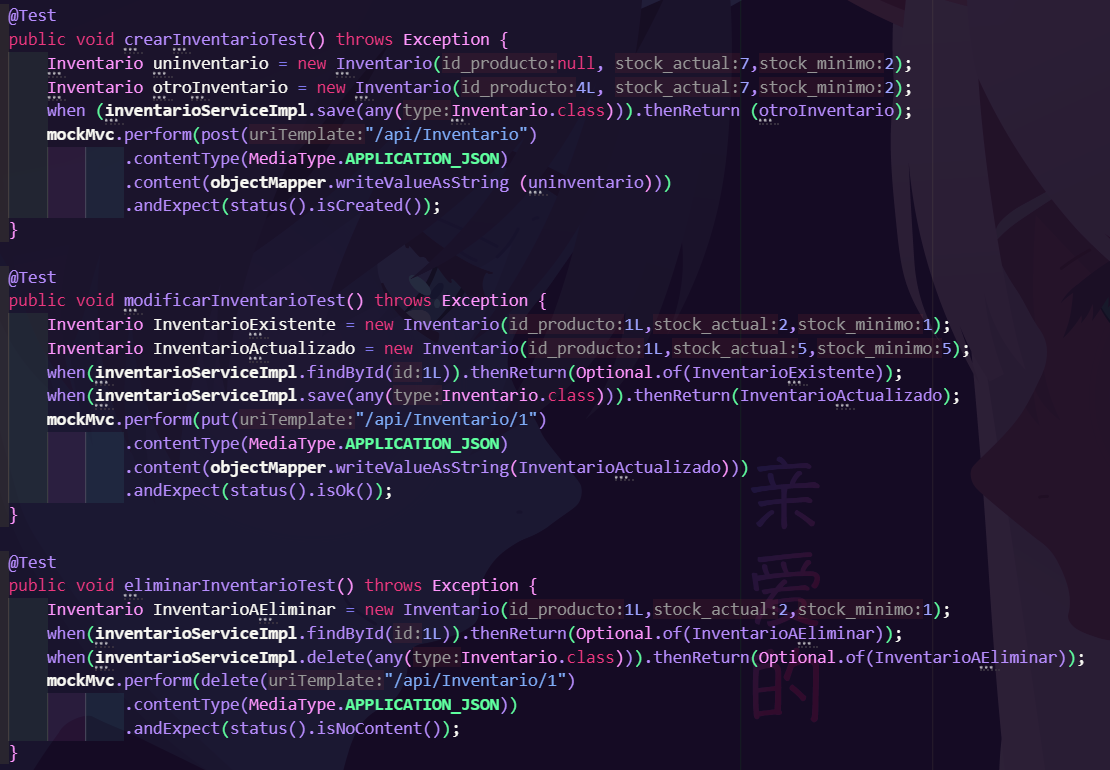 @Test
public void crearInventarioTest() throws Exception {
Inventario uninventario = new Inventario(id_producto:null, stock_actual:7,stock_minimo:2);
Inventario otroInventario = new Inventario(id_producto:4L, stock_actual:7,stock_minimo:2);
when (inventarioServiceImpl.save(any(type:Inventario.class))).thenReturn (otroInventario);
mockMvc.perform(post(uriTemplate:"/api/Inventario")
.contentType(MediaType.APPLICATION_JSON)
.content(objectMapper.writeValueAsString (uninventario)))
.andExpect(status().isCreated());
}
@Test
public void modificarInventarioTest() throws Exception {
Inventario InventarioExistente = new Inventario(id_producto:1L,stock_actual:2,stock_minimo:1);
Inventario InventarioActualizado = new Inventario(id_producto:1L,stock_actual:5,stock_minimo:5);
when(inventarioServiceImpl.findById(id:1L)).thenReturn(Optional.of(InventarioExistente));
when(inventarioServiceImpl.save(any(type:Inventario.class))).thenReturn(InventarioActualizado);
mockMvc.perform(put(uriTemplate:"/api/Inventario/1")
.contentType(MediaType.APPLICATION_JSON)
.content(objectMapper.writeValueAsString(InventarioActualizado)))
.andExpect(status().isOk());
}
@Test
public void eliminarInventarioTest() throws Exception {
Inventario InventarioAEliminar = new Inventario(id_producto:1L,stock_actual:2,stock_minimo:1);
when(inventarioServiceImpl.findById(id:1L)).thenReturn(Optional.of(InventarioAEliminar));
when(inventarioServiceImpl.delete(any(type:Inventario.class))).thenReturn(Optional.of(InventarioAEliminar));
mockMvc.perform(delete(uriTemplate:"/api/Inventario/1")
.contentType(MediaType.APPLICATION_JSON))
.andExpect(status().isNoContent());
}
亲爱的